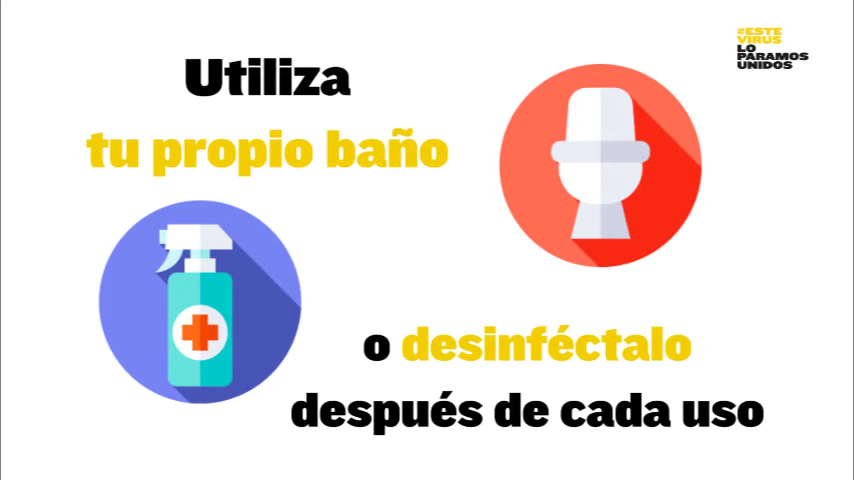 Utiliza
tu propio baño
o desinféctalo
después de cada uso
#ESTE
VIRUS
LO
PARAMOS
UNIDOS